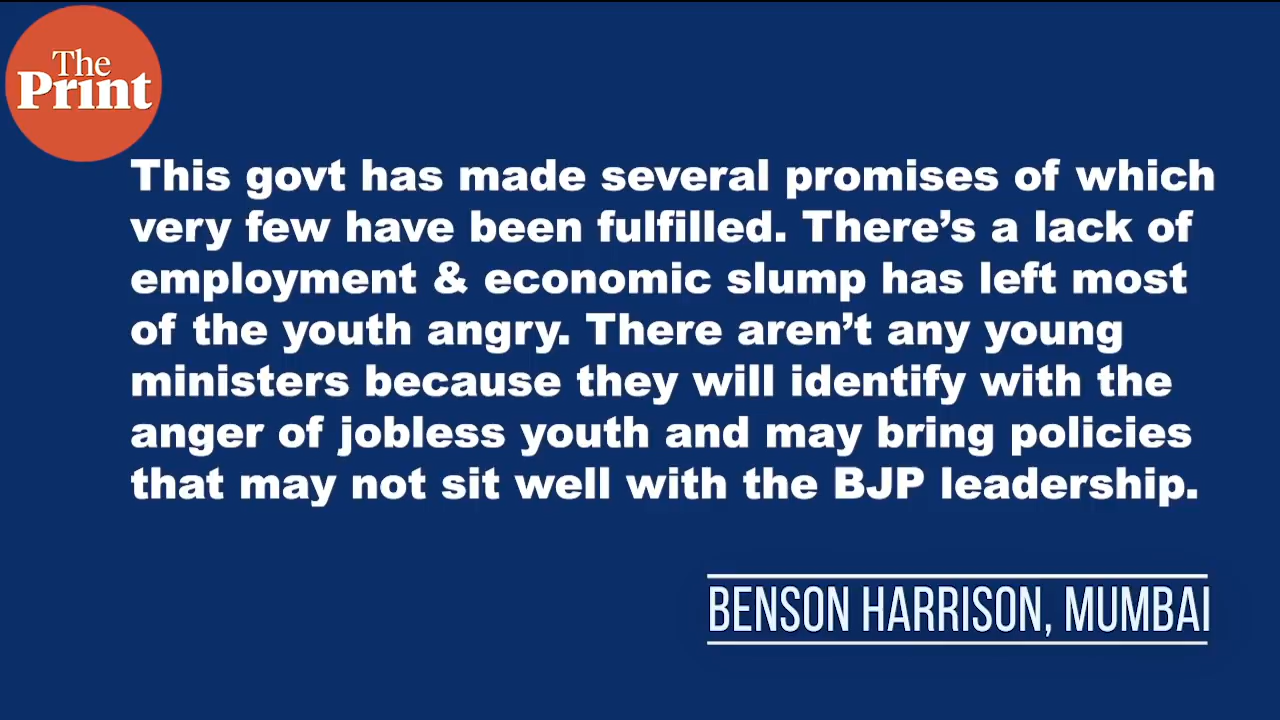 The
Print
This govt has made several promises of which
very few have been fulfilled. There’s a lack of
employment & economic slump has left most
of the youth angry. There aren’t any young
ministers because they will identify with the
anger of jobless youth and may bring policies
that may not sit well with the BJP leadership.
BENSON HARRISON, MUMBAI